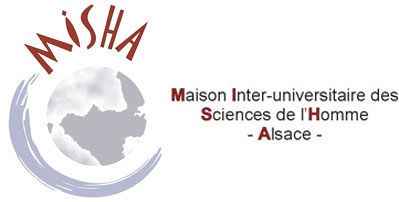 MiSHA
Maison Inter-universitaire des
Sciences de l'Homme
- Alsace -